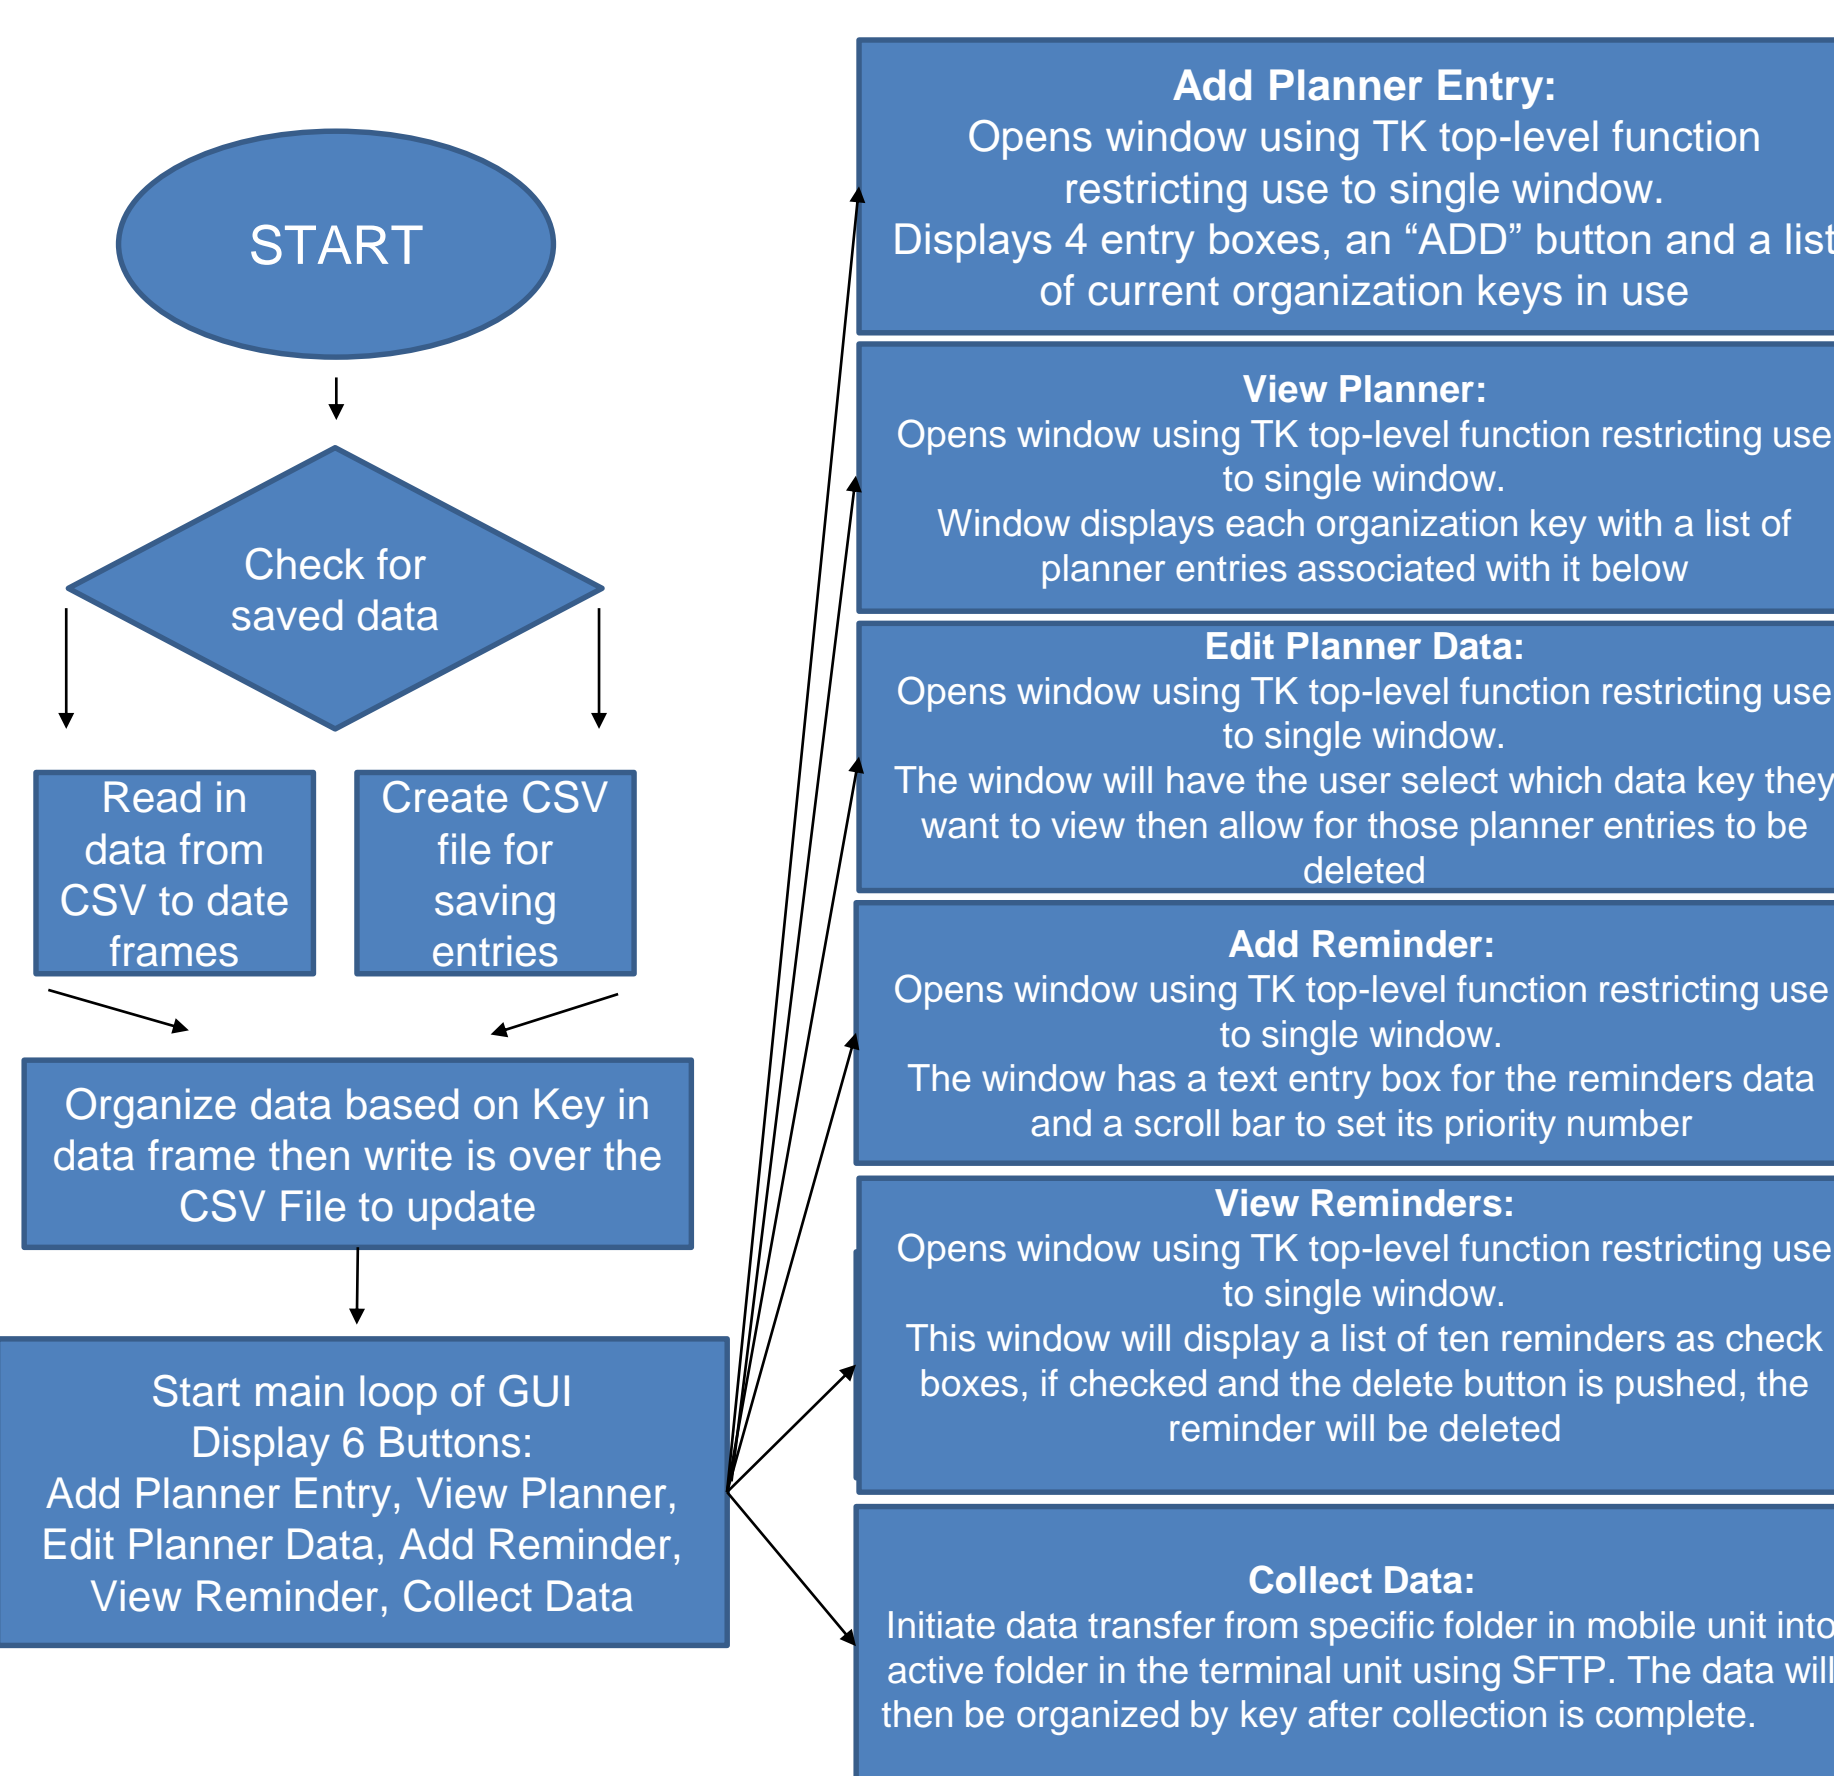 START
Check for
saved data
Read in
data from
CSV to date
frames
Create CSV
file for
saving
entries
Organize data based on Key in
data frame then write is over the
CSV File to update
Start main loop of GUI
Display 6 Buttons:
Add Planner Entry, View Planner,
Edit Planner Data, Add Reminder,
View Reminder, Collect Data
Add Planner Entry:
Opens window using TK top-level function
restricting use to single window.
Displays 4 entry boxes, an “ADD” button and a list
of current organization keys in use
View Planner:
Opens window using TK top-level function restricting use
to single window.
Window displays each organization key with a list of
planner entries associated with it below
Edit Planner Data:
Opens window using TK top-level function restricting use
to single window.
The window will have the user select which data key they
want to view then allow for those planner entries to be
deleted
Add Reminder:
Opens window using TK top-level function restricting use
to single window.
The window has a text entry box for the reminders data
and a scroll bar to set its priority number
View Reminders:
Opens window using TK top-level function restricting use
to single window.
This window will display a list of ten reminders as check
boxes, if checked and the delete button is pushed, the
reminder will be deleted
Collect Data:
Initiate data transfer from specific folder in mobile unit into
active folder in the terminal unit using SFTP. The data will
then be organized by key after collection is complete.